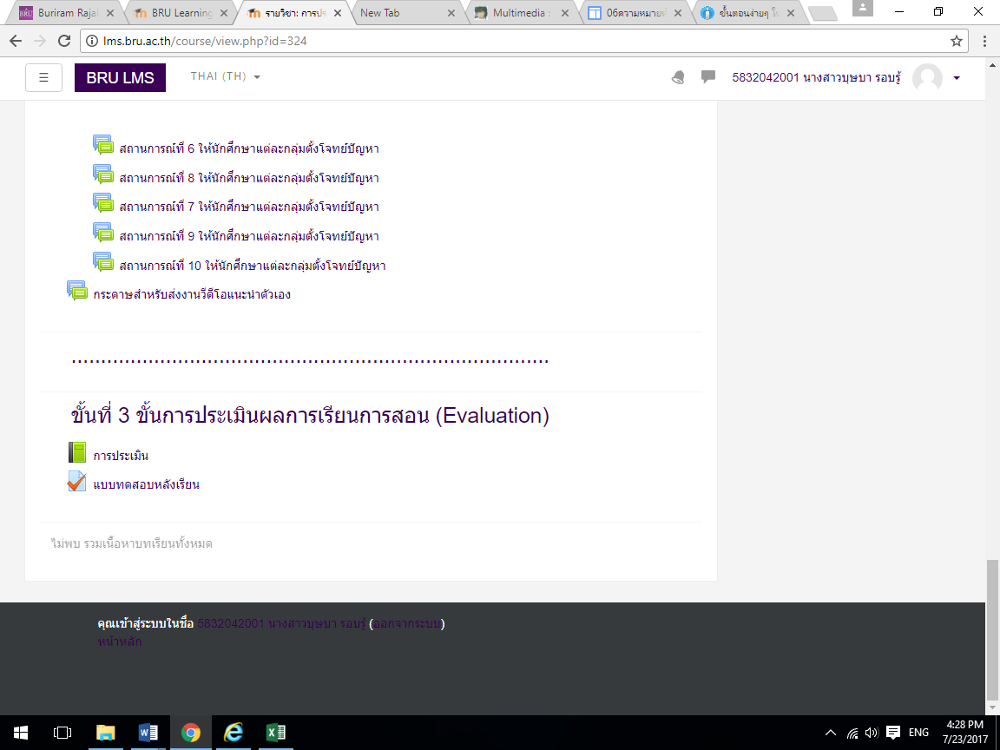 Buriram Raja
BRU Learning
รายวิชา: การปร
New Tab
Multimedia :
06ความหมายท
ขั้นตอนง่ายๆ ใ
lms.bru.ac.th/course/view.php?id=324
BRU LMS
THAI (TH)
5832042001 นางสาวบุษบา รอบรู้
สถานการณ์ที่ 6 ให้นักศึกษาแต่ละกลุ่มตั้งโจทย์ปัญหา
สถานการณ์ที่ 8 ให้นักศึกษาแต่ละกลุ่มตั้งโจทย์ปัญหา
สถานการณ์ที่ 7 ให้นักศึกษาแต่ละกลุ่มตั้งโจทย์ปัญหา
สถานการณ์ที่ 9 ให้นักศึกษาแต่ละกลุ่มตั้งโจทย์ปัญหา
สถานการณ์ที่ 10 ให้นักศึกษาแต่ละกลุ่มตั้งโจทย์ปัญหา
กระดาษสำหรับส่งงานวีดีโอแนะนำตัวเอง
................................................................................
ขั้นที่ 3 ขั้นการประเมินผลการเรียนการสอน (Evaluation)
การประเมิน
แบบทดสอบหลังเรียน
ไม่พบ รวมเนื้อหาบทเรียนทั้งหมด
คุณเข้าสู่ระบบในชื่อ 5832042001 นางสาวบุษบา รอบรู้ (ออกจากระบบ)
หน้าหลัก
ENG
4:28 PM
7/23/2017